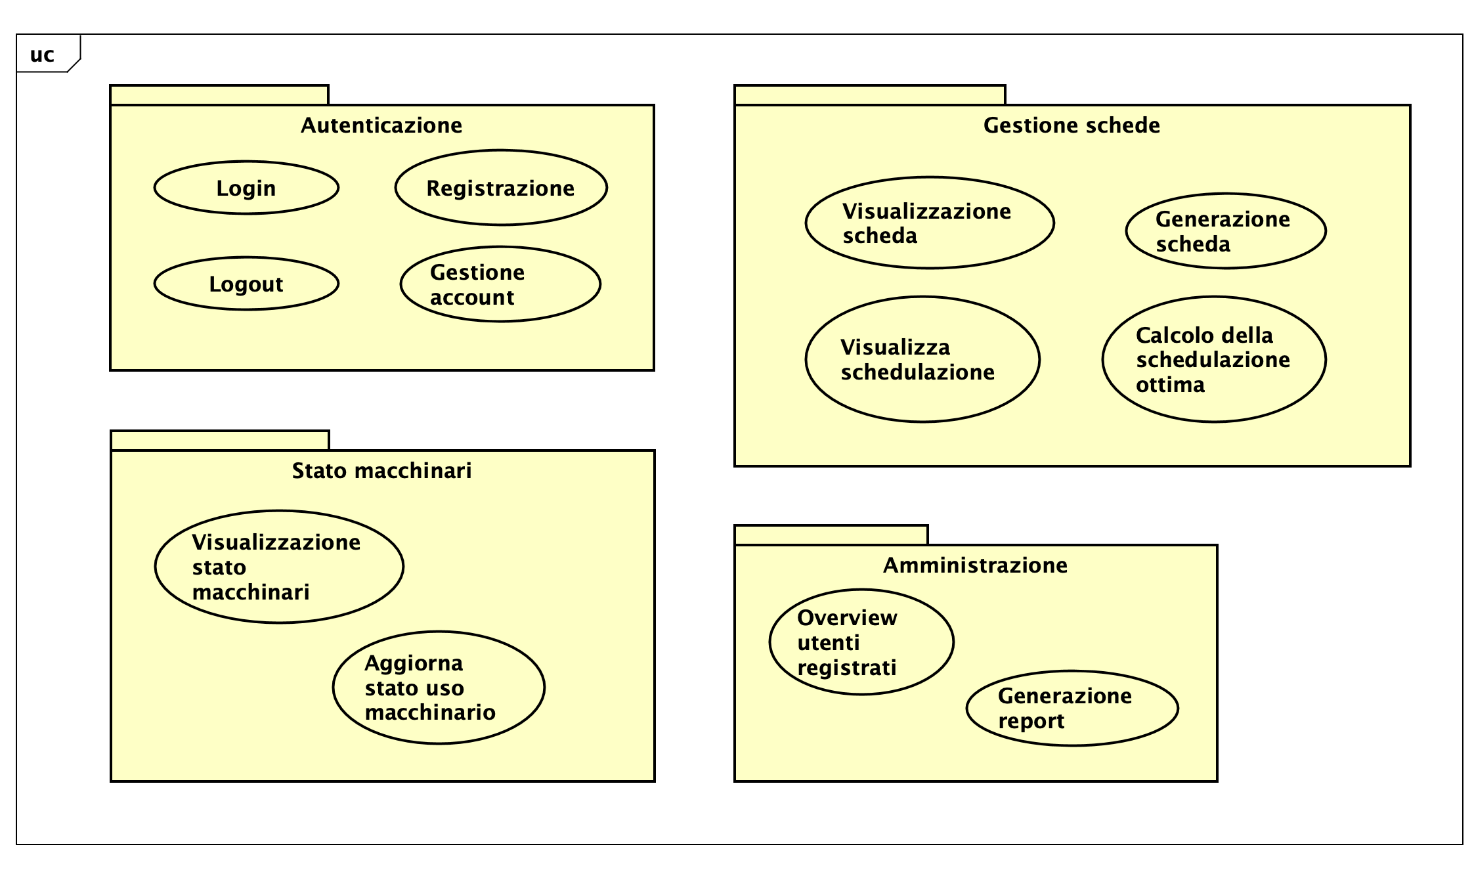 uc
Autenticazione
Login
Registrazione
Logout
Gestione
account
Gestione schede
Visualizzazione
scheda
Generazione
scheda
Visualizza
schedulazione
Calcolo della
schedulazione
ottima
Stato macchinari
Visualizzazione
stato
macchinari
Aggiorna
stato uso
macchinario
Amministrazione
Overview
utenti
registrati
Generazione
report